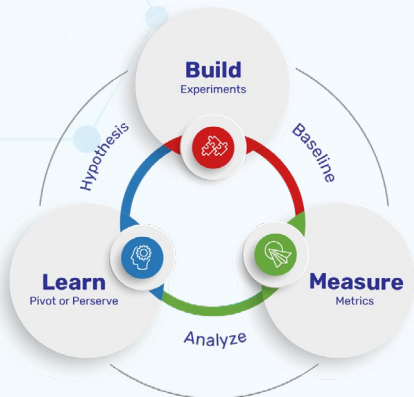 Build
Experiments
Hypothesis
Baseline
Learn
Pivot or Perserve
Measure
Metrics
Analyze